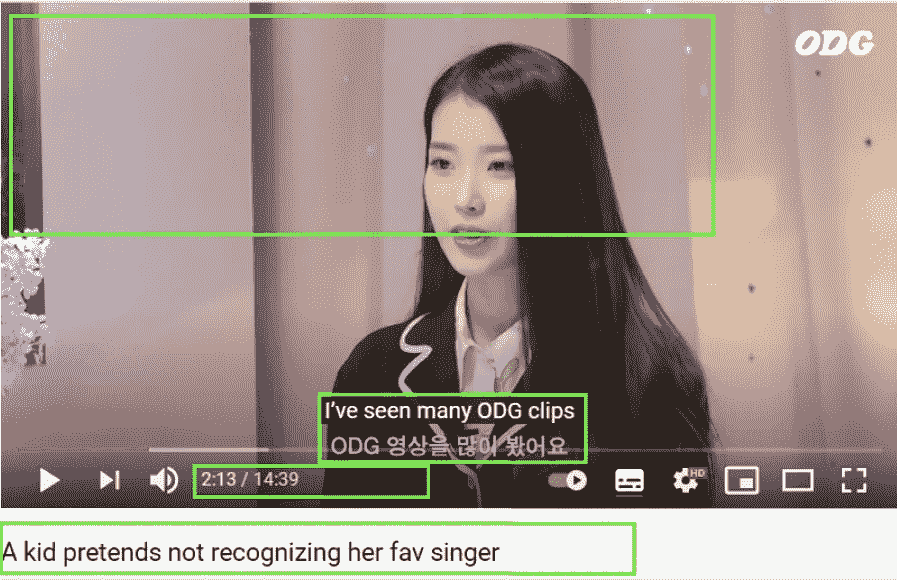 ODG
I've seen many ODG clips
ODG 영상을 많이 봤어요
2:13 / 14:39
HD
A kid pretends not recognizing her fav singer